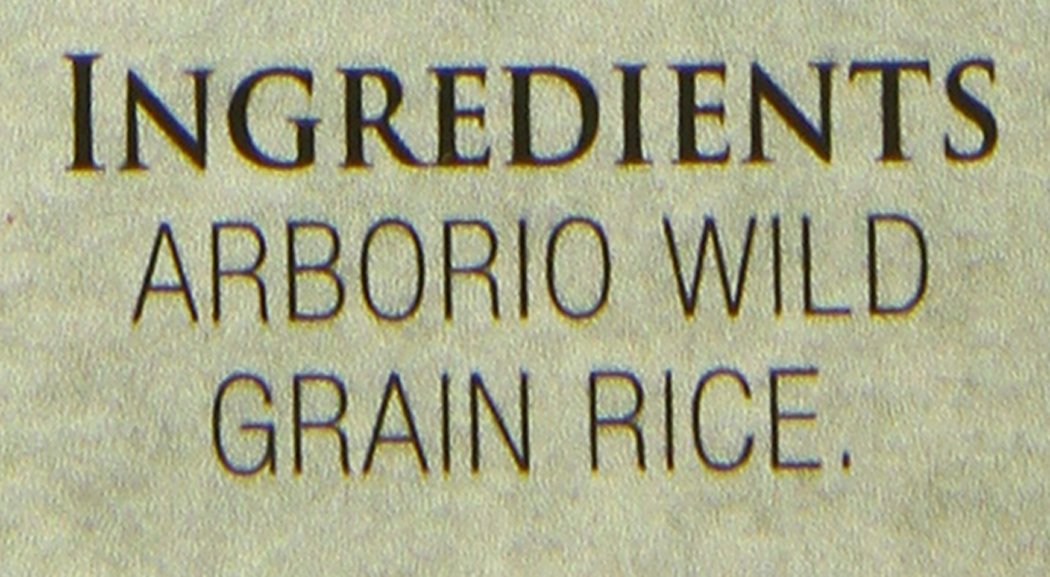 INGREDIENTS
ARBORIO WILD
GRAIN RICE.